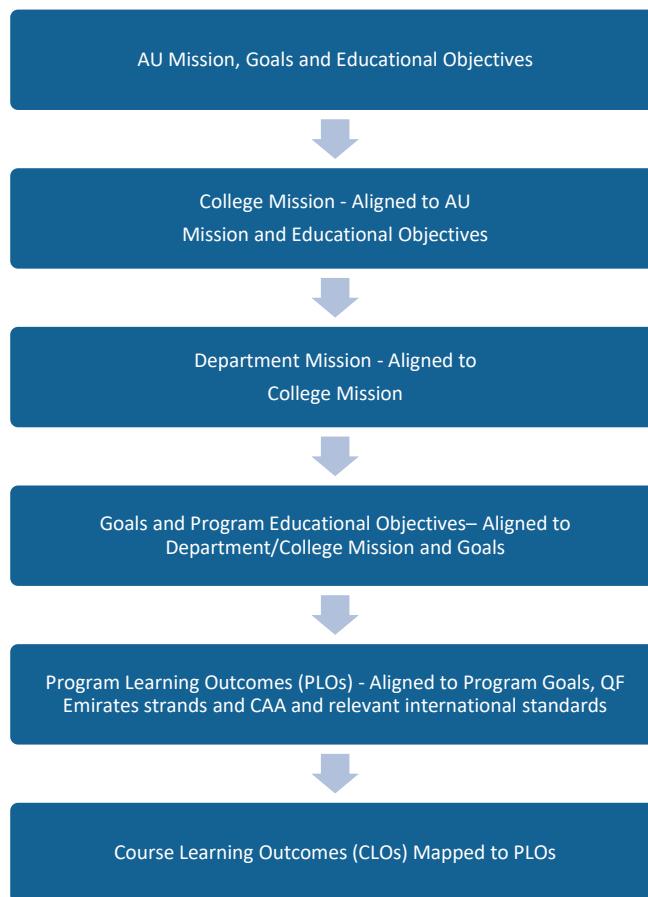 AU Mission, Goals and Educational Objectives
College Mission - Aligned to AU
Mission and Educational Objectives
Department Mission - Aligned to
College Mission
Goals and Program Educational Objectives– Aligned to
Department/College Mission and Goals
Program Learning Outcomes (PLOs) - Aligned to Program Goals, QF
Emirates strands and CAA and relevant international standards
Course Learning Outcomes (CLOs) Mapped to PLOs